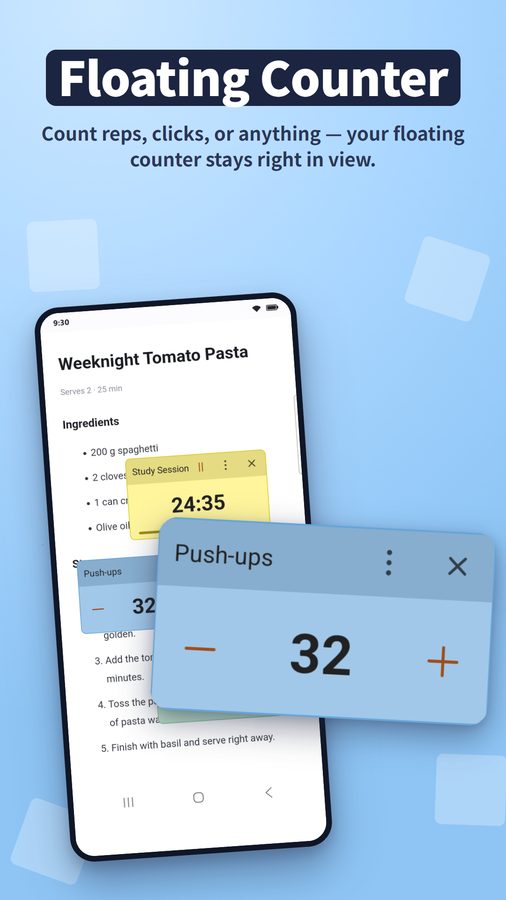 Floating Counter
Count reps, clicks, or anything — your floating
counter stays right in view.
9:30
Weeknight Tomato Pasta
Serves 2 · 25 min
Ingredients
• 200 g spaghetti
• 2 cloves
• 1 can
• Olive oil
Study Session
24:35
Push-ups
32
Push-ups
32
golden.
3. Add the
minutes.
4. Toss the
of pasta
5. Finish with basil and serve right away.